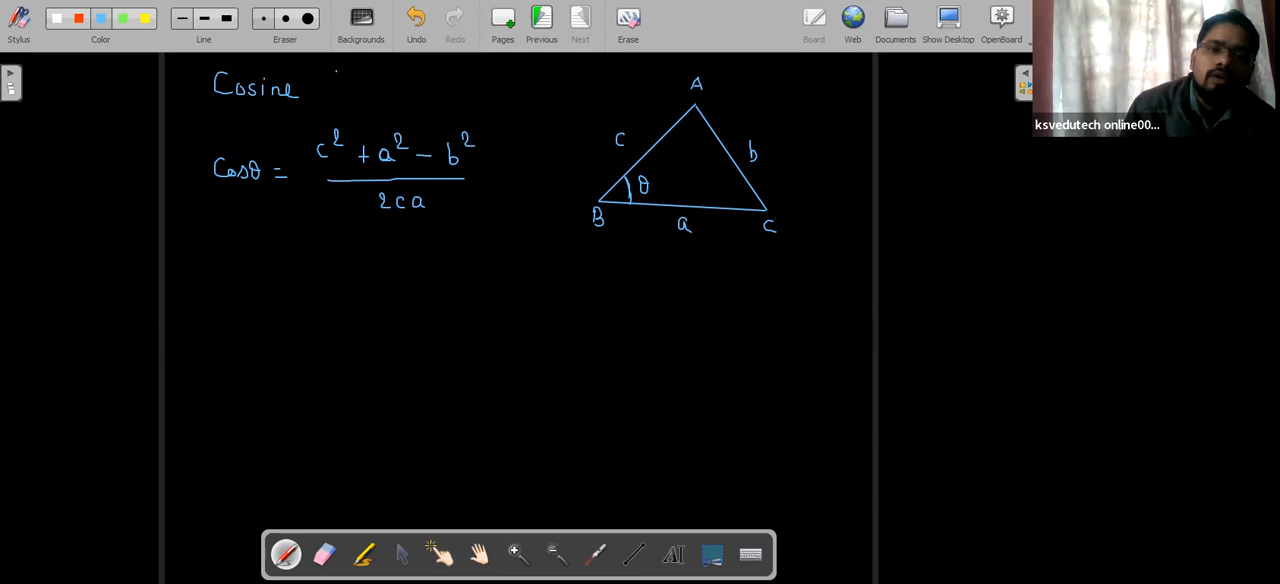 Stylus Color Line Eraser Backgrounds Undo Redo Pages Previous Next Erase Board Web Documents Show Desktop OpenBoard
Cosine
Cosθ = c² + a² - b² / 2ca
A
c
b
θ
B
a
C
ksvedutech online00...
AI